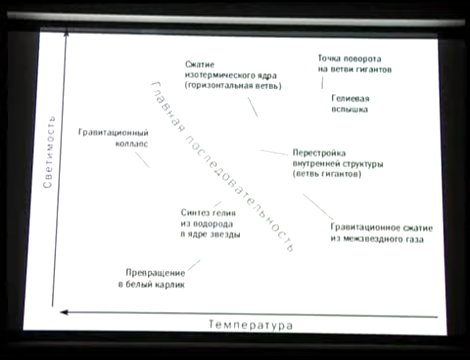 Точка поворота
на ветви гигантов
Сжатие
изотермического ядра
(горизонтальная ветвь)
Гелиевая
вспышка
Главная последовательность
Гравитационный
коллапс
Светимость
Перестройка
внутренней структуры
(ветвь гигантов)
Синтез гелия
из водорода
в ядре звезды
Гравитационное сжатие
из межзвездного газа
Превращение
в белый карлик
Температура